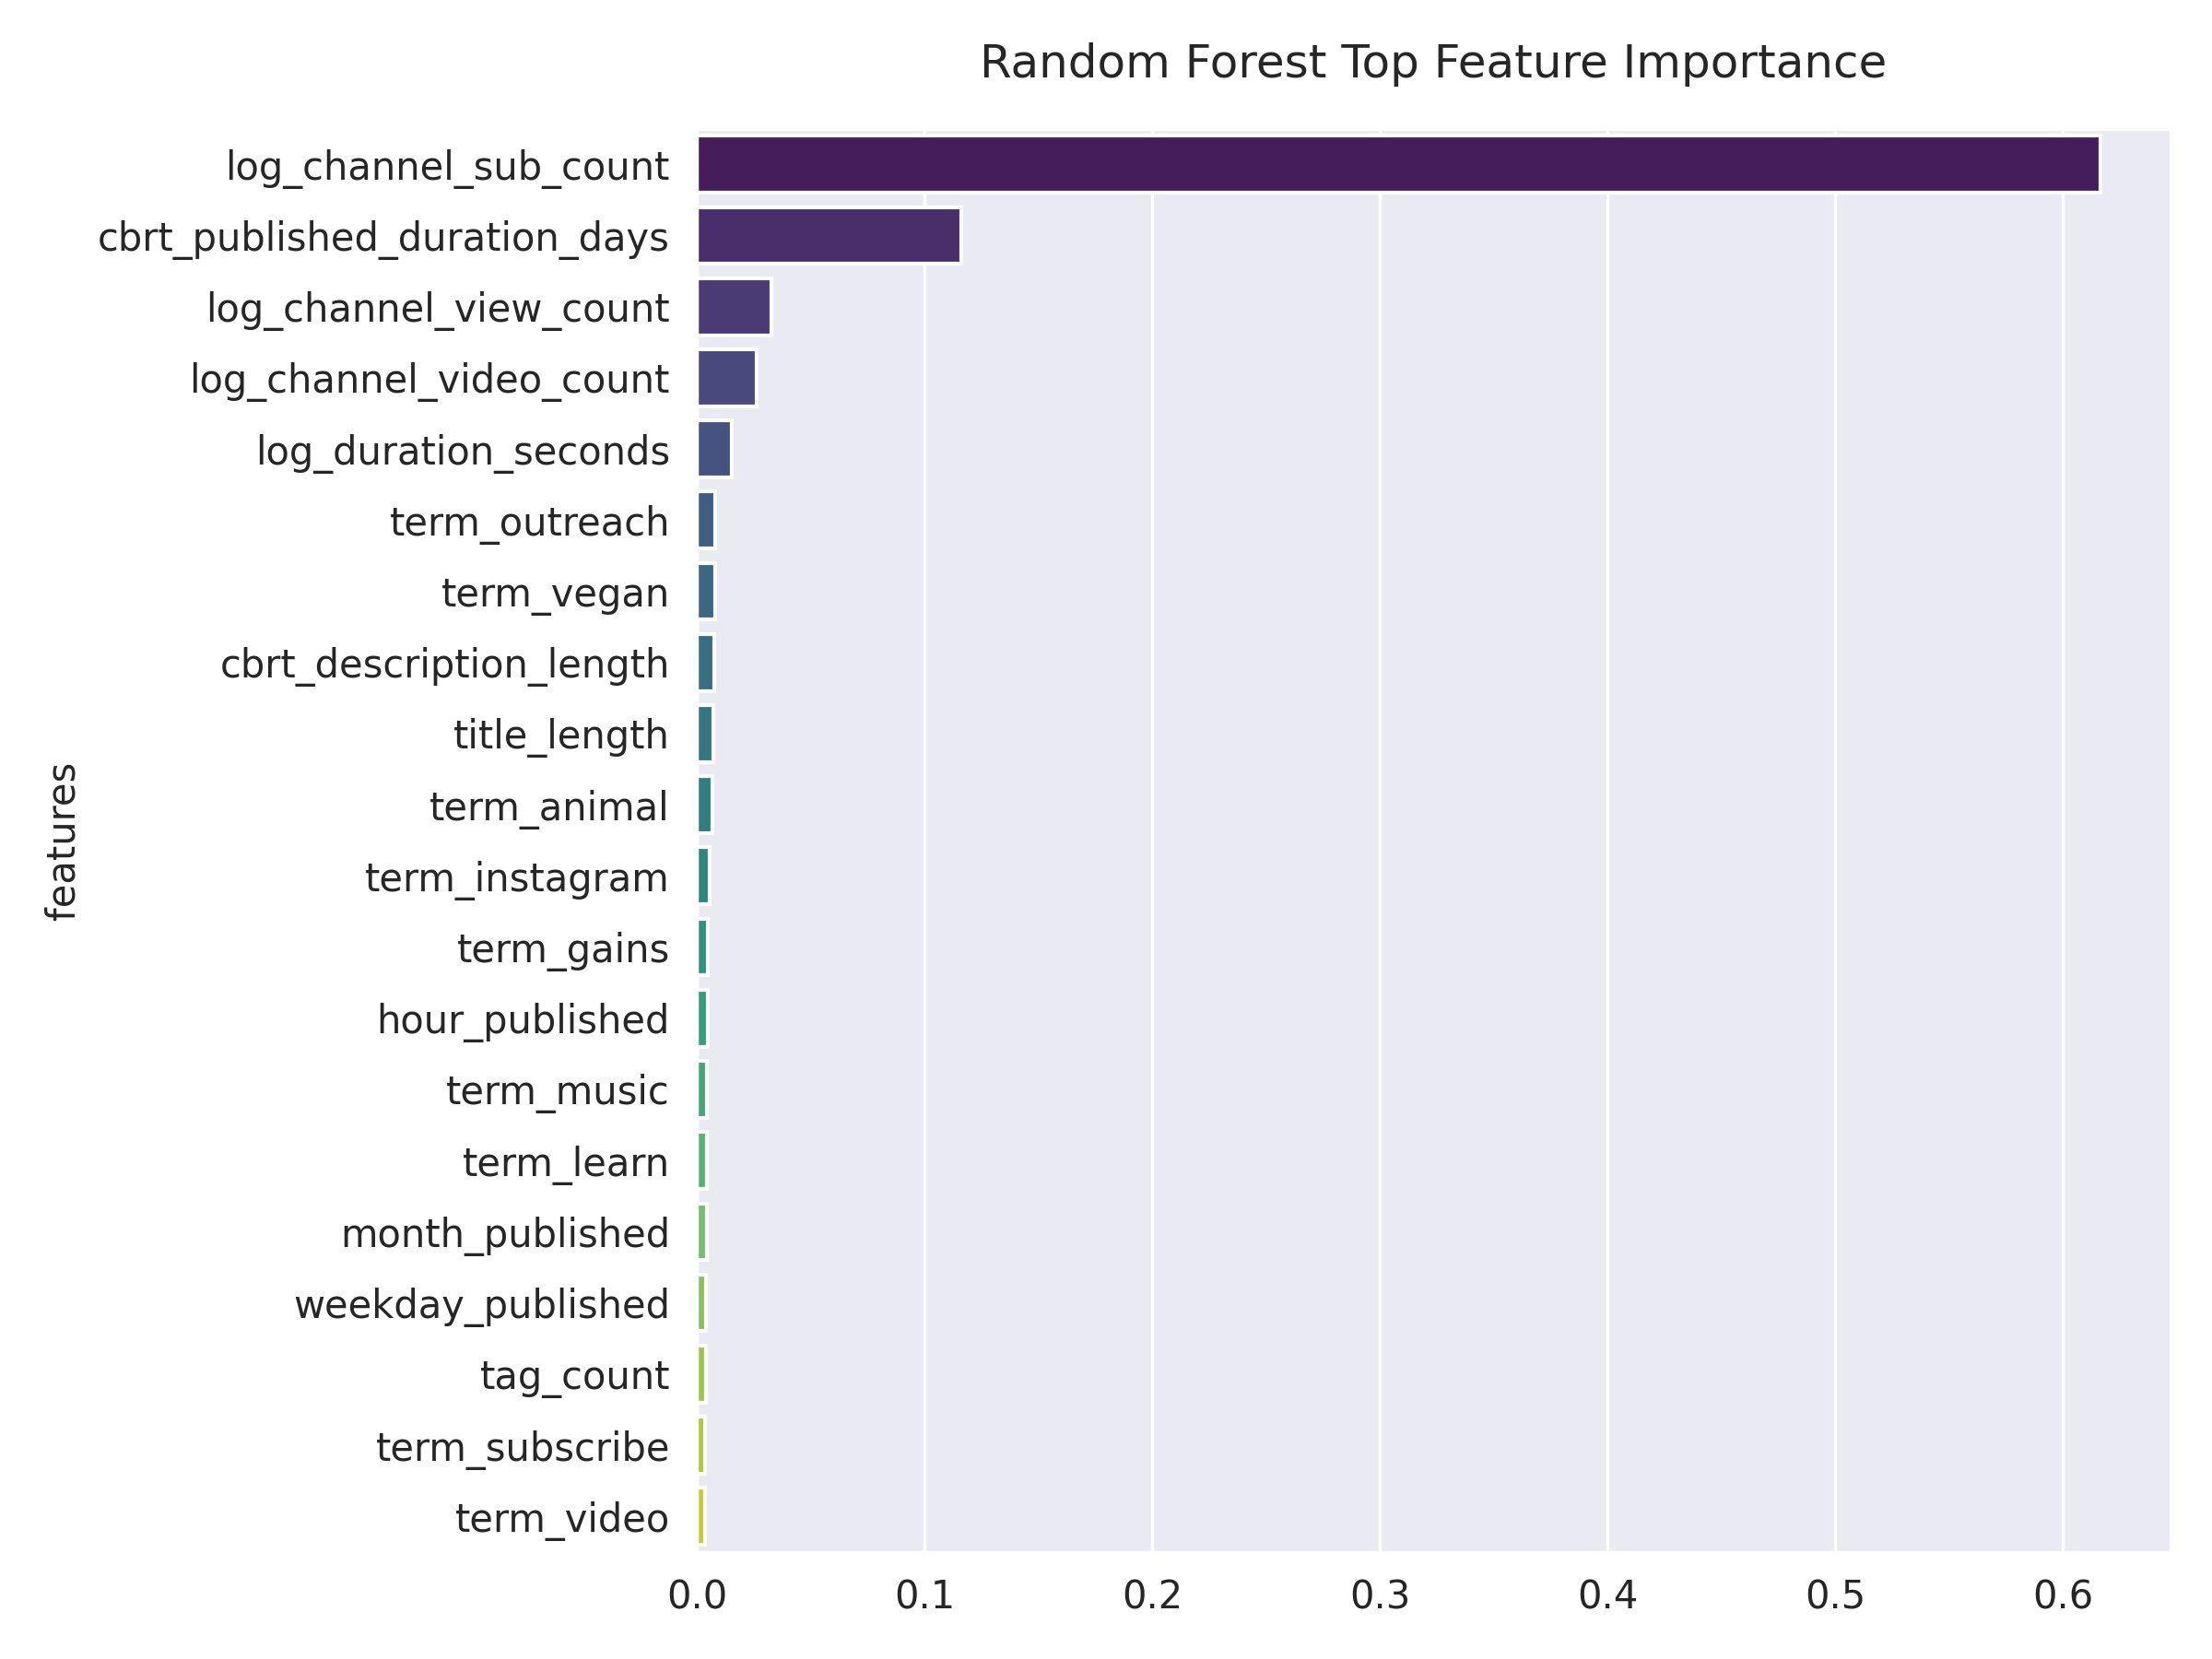 Random Forest Top Feature Importance
log_channel_sub_count
cbrt_published_duration_days
log_channel_view_count
log_channel_video_count
log_duration_seconds
term_outreach
term_vegan
cbrt_description_length
title_length
term_animal
term_instagram
term_gains
hour_published
term_music
term_learn
month_published
weekday_published
tag_count
term_subscribe
term_video
features
0.0 0.1 0.2 0.3 0.4 0.5 0.6